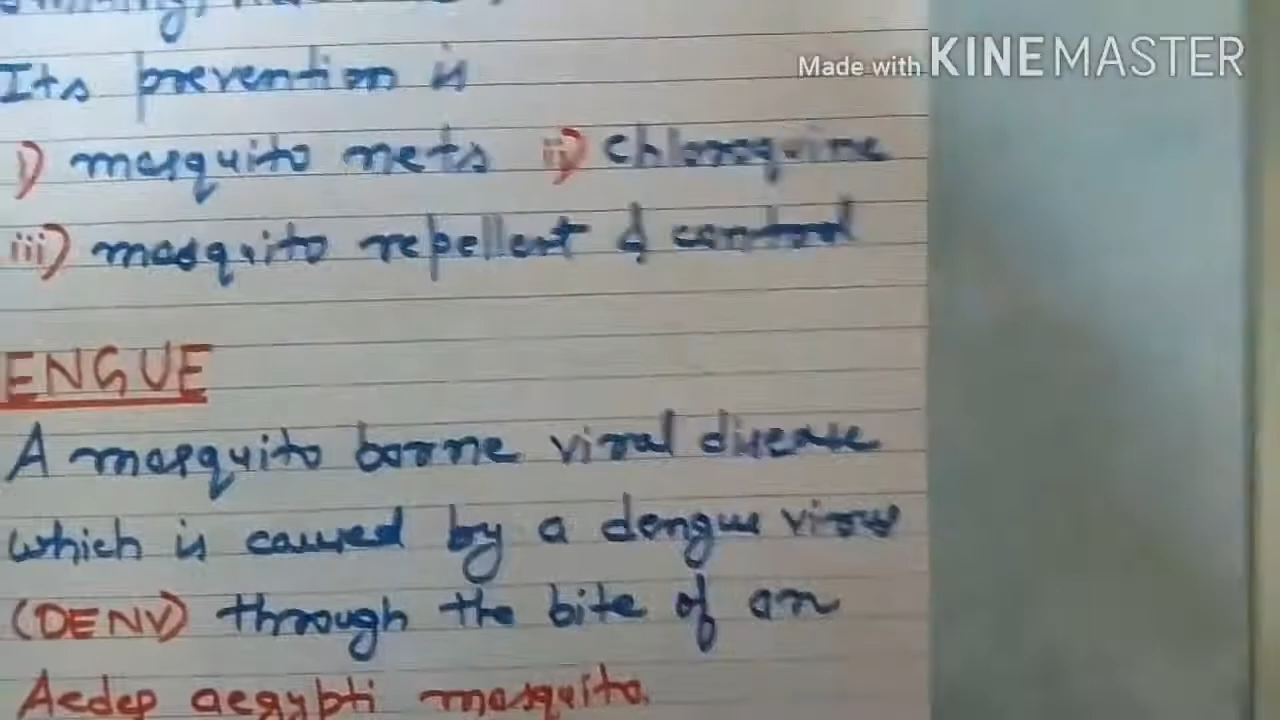 Its prevention is
Made with KINEMASTER
i) mosquito nets ii) chloroquine
iii) mosquito repellent & control
ENGUE
A mosquito borne viral disease
which is caused by a dengue virus
(DENV) through the bite of an
Aedes aegypti mosquito.